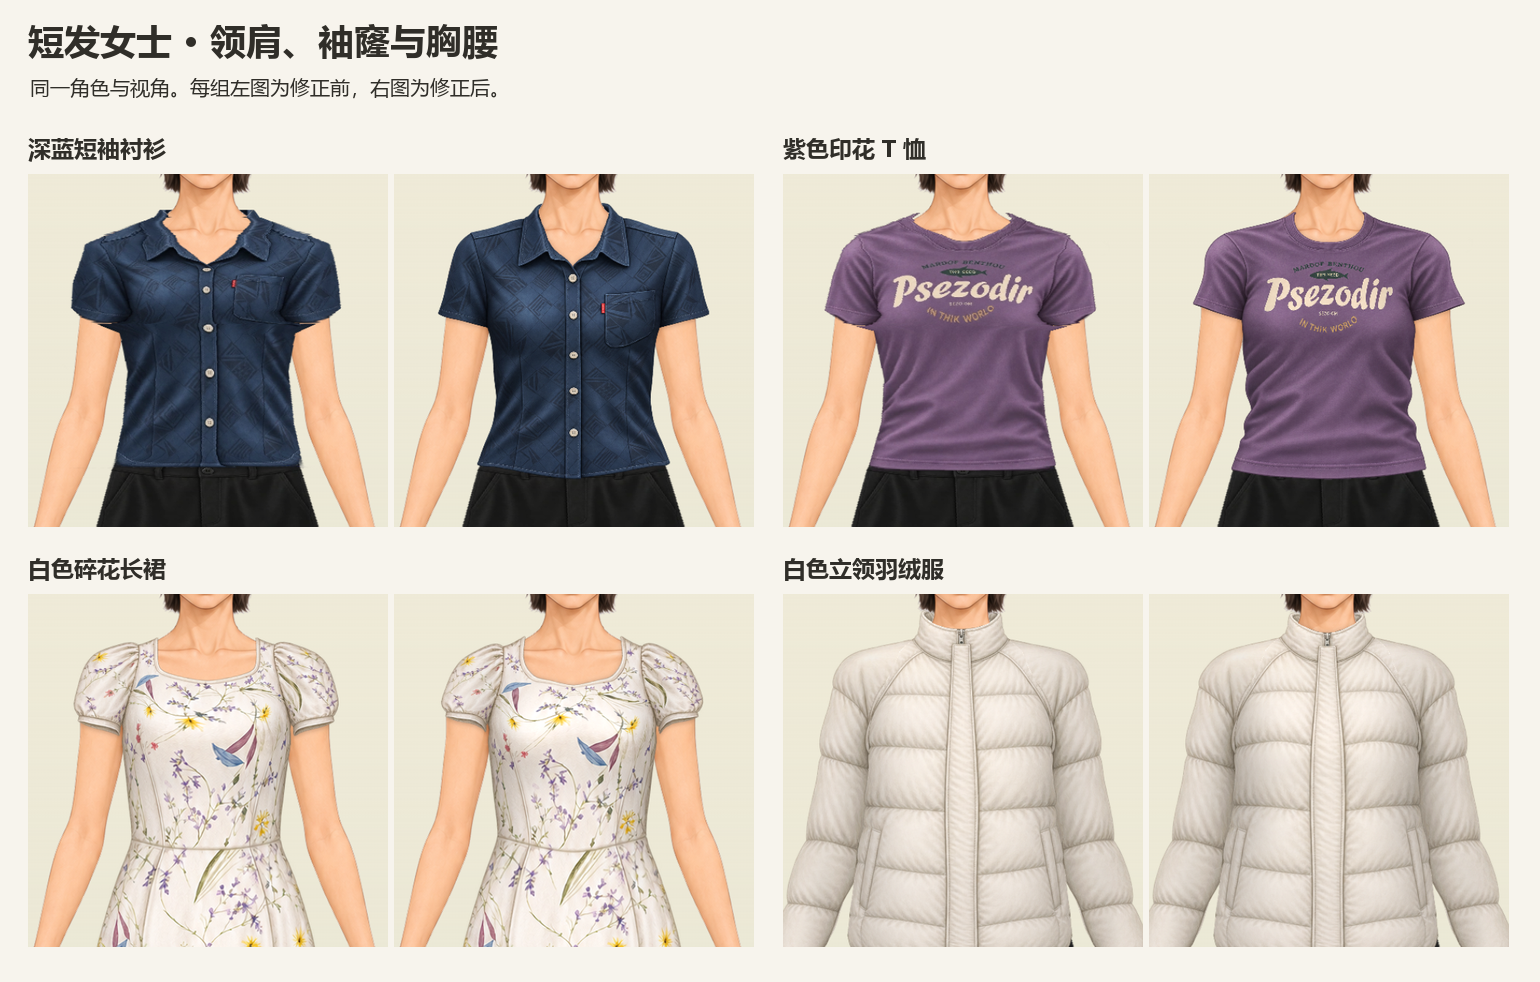 短发女士 · 领肩、袖窿与胸腰
同一角色与视角。每组左图为修正前，右图为修正后。
深蓝短袖衬衫
紫色印花 T 恤
Psezodir
IN THIK WORLD
Psezodir
IN THIK WORLD
白色碎花长裙
白色立领羽绒服